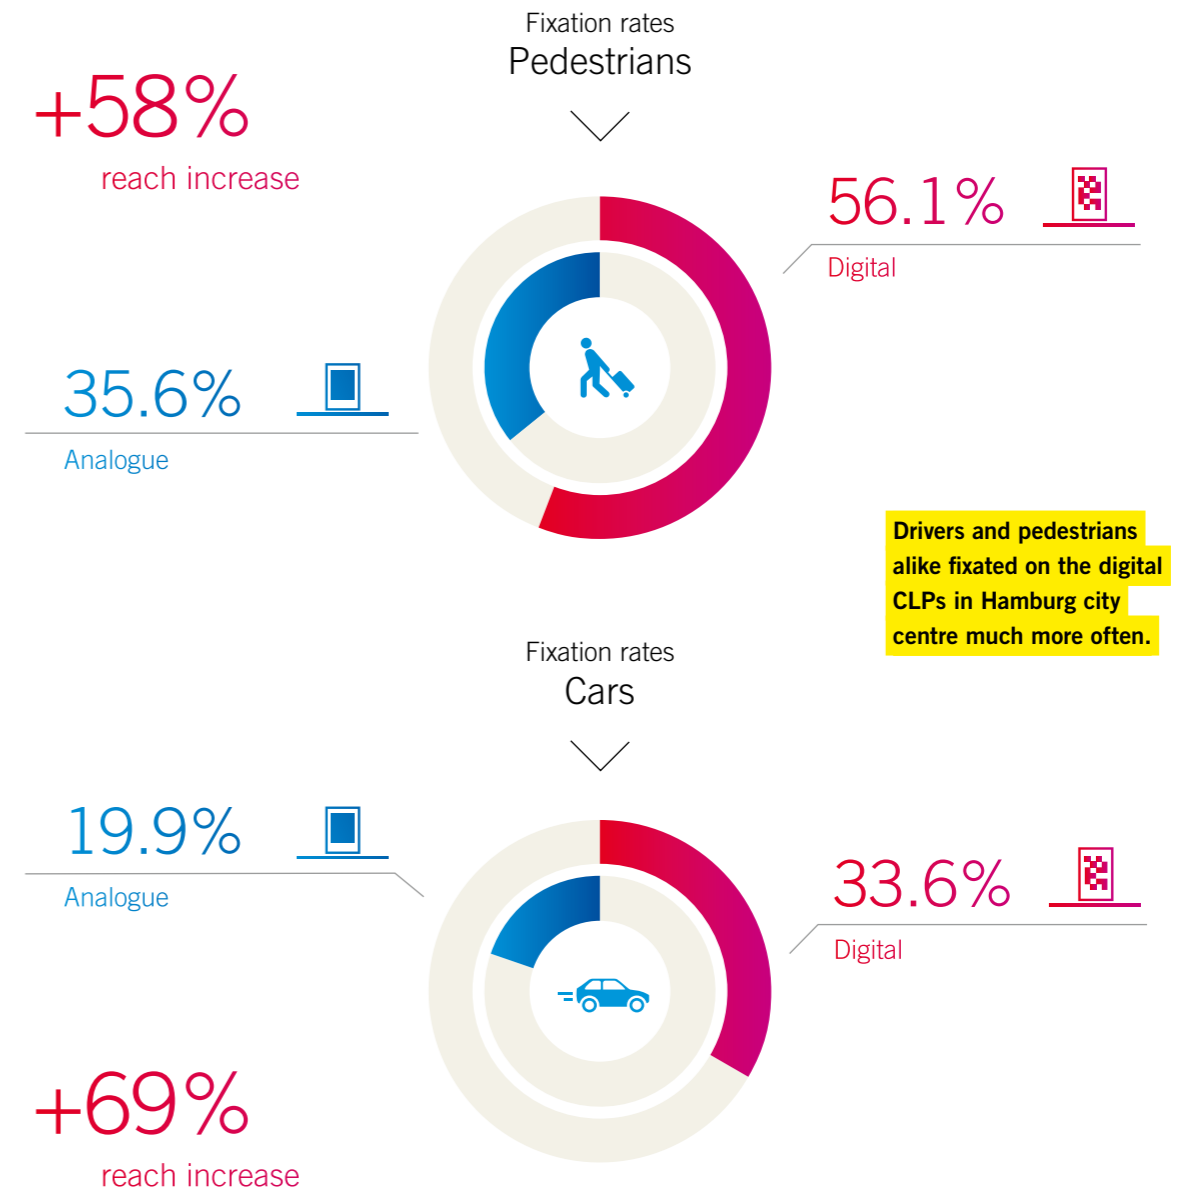 Fixation rates
Pedestrians
+58%
reach increase
56.1%
Digital
35.6%
Analogue
Drivers and pedestrians
alike fixated on the digital
CLPs in Hamburg city
centre much more often.
Fixation rates
Cars
19.9%
Analogue
33.6%
Digital
+69%
reach increase